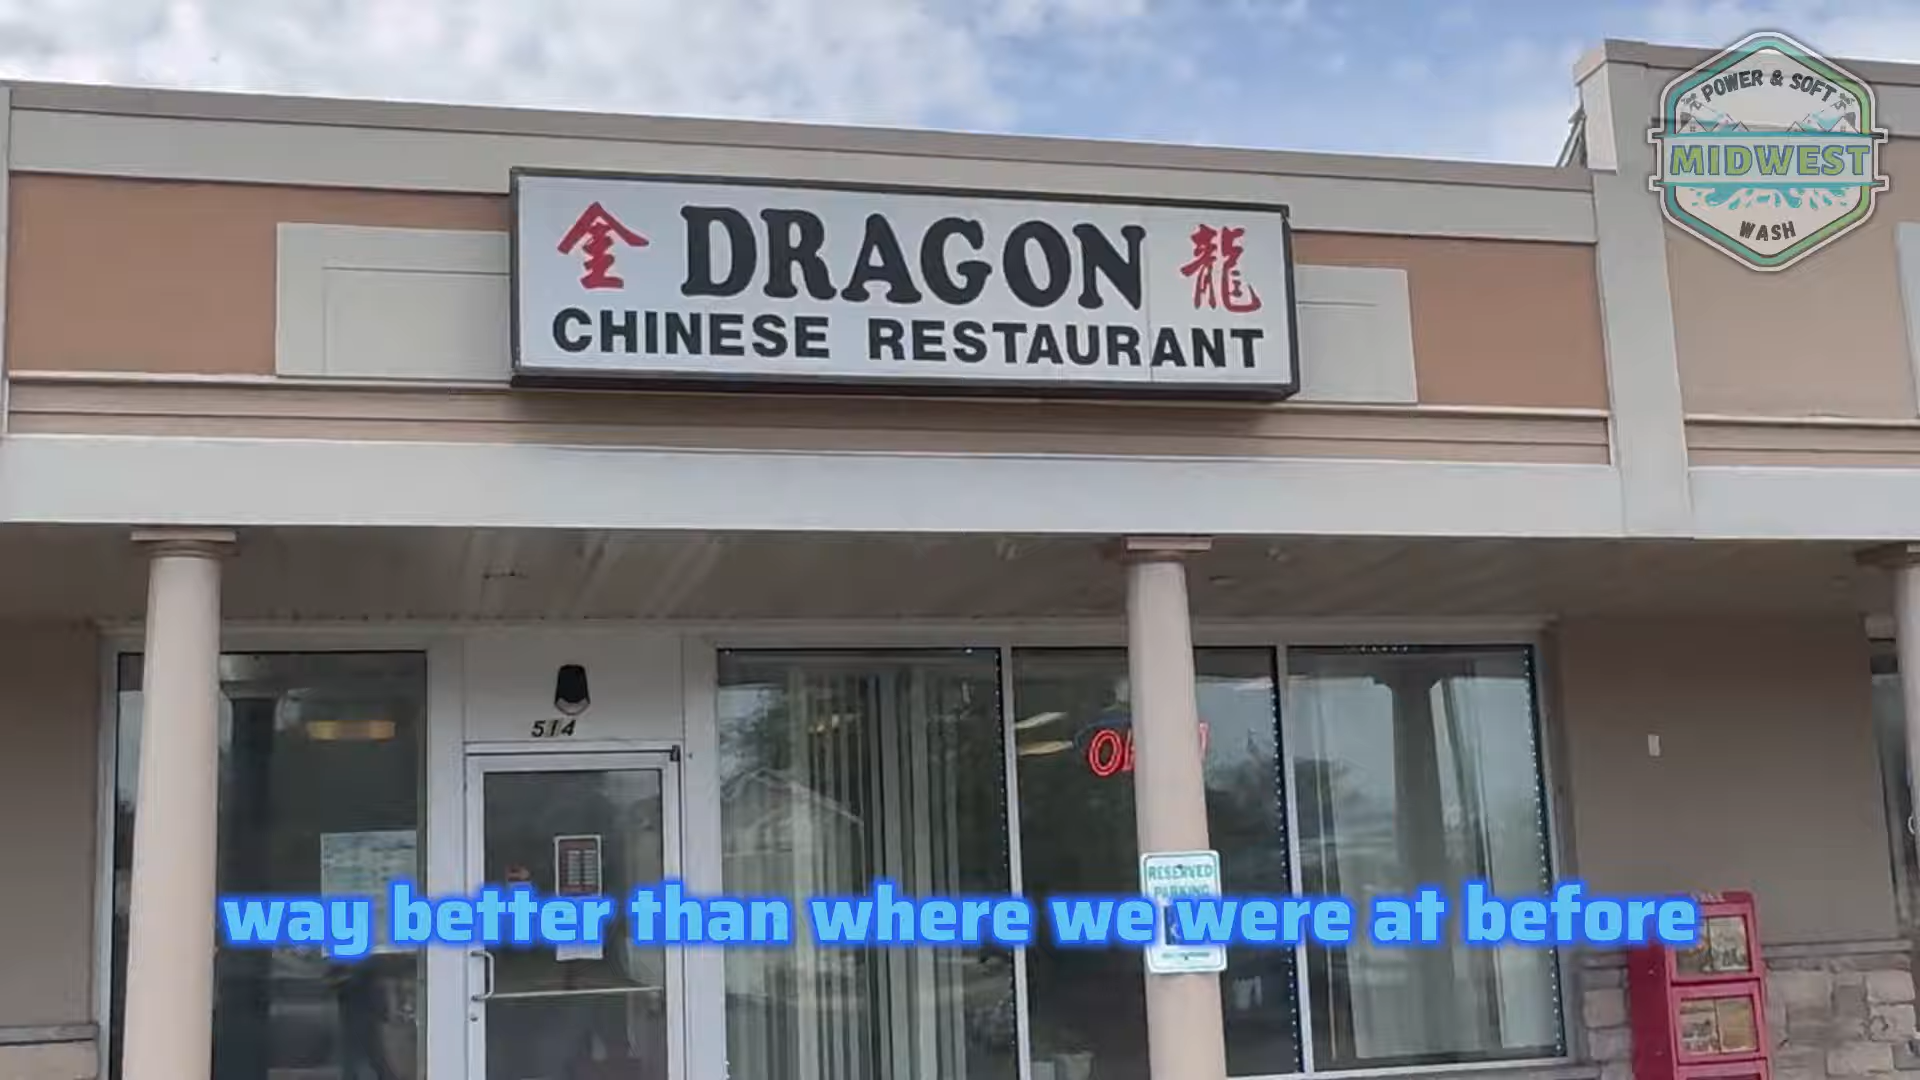 POWER & SOFT
MIDWEST
WASH
金 DRAGON 龍
CHINESE RESTAURANT
514
RESERVED
PARKING
way better than where we were at before